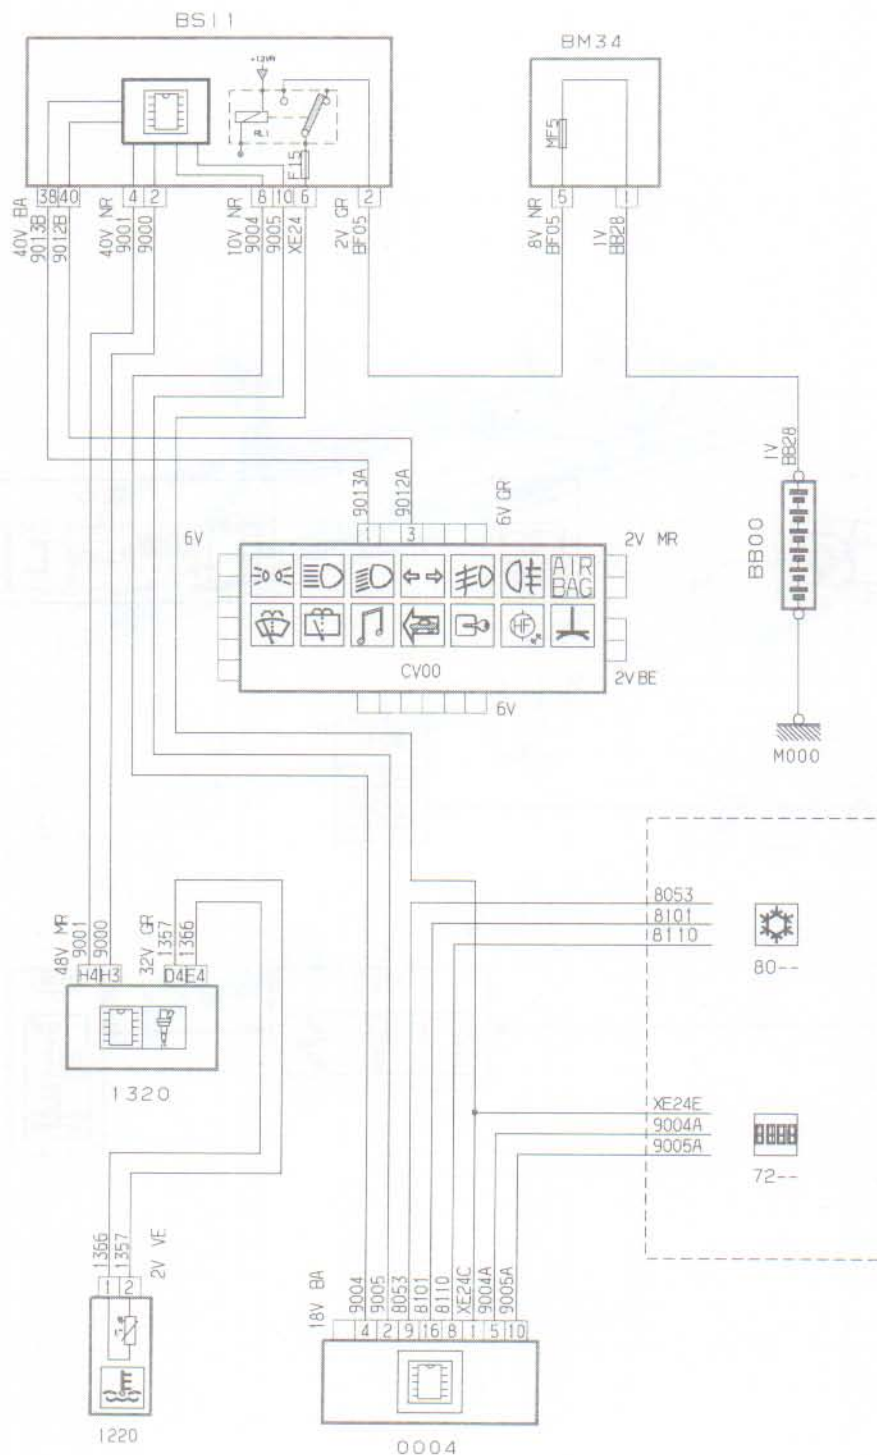 BSI1
BM34
+12VR
RL1
F15
MF5
38 40 4 2 8 10 6 2
5 1
40V BA
9013B
9012B
40V NR
9001
9000
10V NR
9004
9005
XE24
2V GR
BF05
8V NR
BF05
1V
BB28
1V
BB28
BB00
M000
9013A
9012A
6V GR
6V
3
2V MR
AIR
BAG
HF
CV00
2V BE
6V
48V MR
9001
9000
32V GR
1357
1366
H4 H3 D4 E4
1320
8053
8101
8110
80--
XE24E
9004A
9005A
72--
1366
1357
2V VE
1 2
1220
18V BA
9004
9005
8053
8101
8110
XE24C
9004A
9005A
4 2 9 16 8 1 5 10
0004